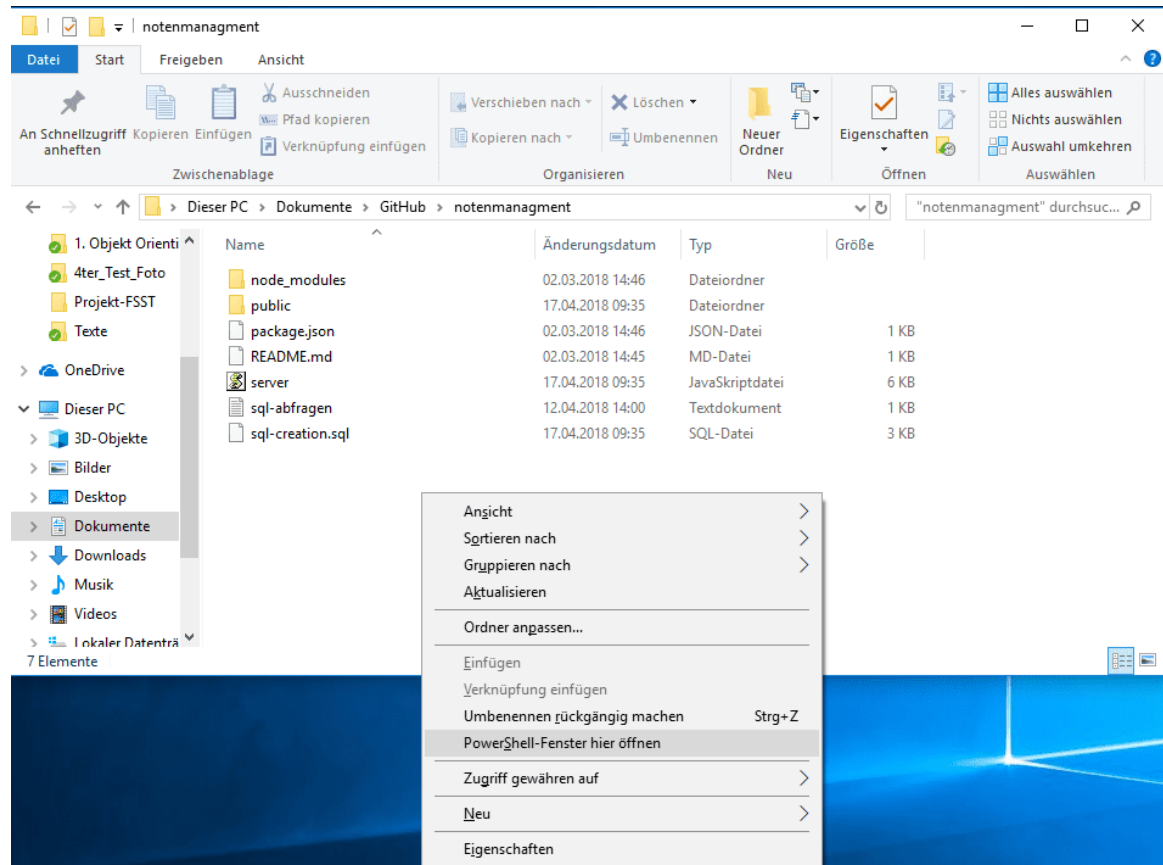 notenmanagment
Datei Start Freigeben Ansicht
An Schnellzugriff anheften
Kopieren
Einfügen
Ausschneiden
Pfad kopieren
Verknüpfung einfügen
Zwischenablage
Verschieben nach
Kopieren nach
Löschen
Umbenennen
Organisieren
Neuer Ordner
Neu
Eigenschaften
Öffnen
Alles auswählen
Nichts auswählen
Auswahl umkehren
Auswählen
Dieser PC > Dokumente > GitHub > notenmanagment
"notenmanagment" durchsuc...
1. Objekt Orienti
4ter_Test_Foto
Projekt-FSST
Texte
OneDrive
Dieser PC
3D-Objekte
Bilder
Desktop
Dokumente
Downloads
Musik
Videos
Lokaler Datenträ
Name Änderungsdatum Typ Größe
node_modules 02.03.2018 14:46 Dateiordner
public 17.04.2018 09:35 Dateiordner
package.json 02.03.2018 14:46 JSON-Datei 1 KB
README.md 02.03.2018 14:45 MD-Datei 1 KB
server 17.04.2018 09:35 JavaSkriptdatei 6 KB
sql-abfragen 12.04.2018 14:00 Textdokument 1 KB
sql-creation.sql 17.04.2018 09:35 SQL-Datei 3 KB
7 Elemente
Ansicht
Sortieren nach
Gruppieren nach
Aktualisieren
Ordner anpassen...
Einfügen
Verknüpfung einfügen
Umbenennen rückgängig machen Strg+Z
PowerShell-Fenster hier öffnen
Zugriff gewähren auf
Neu
Eigenschaften